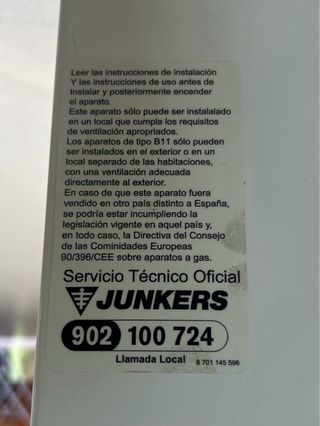 Leer las instrucciones de instalación
Y las instrucciones de uso antes de
Instalar y posteriormente encender
el aparato.
Este aparato sólo puede ser instalalado
en un local que cumpla los requisitos
de ventilación apropriados.
Los aparatos de tipo B11 sólo pueden
ser instalados en el exterior o en un
local separado de las habitaciones,
con una ventilación adecuada
directamente al exterior.
En caso de que este aparato fuera
vendido en otro país distinto a España,
se podría estar incumpliendo la
legislación vigente en aquel país y,
en todo caso, la Directiva del Consejo
de las Cominidades Europeas
90/396/CEE sobre aparatos a gas.
Servicio Técnico Oficial
JUNKERS
902 100 724
Llamada Local
8 701 145 596